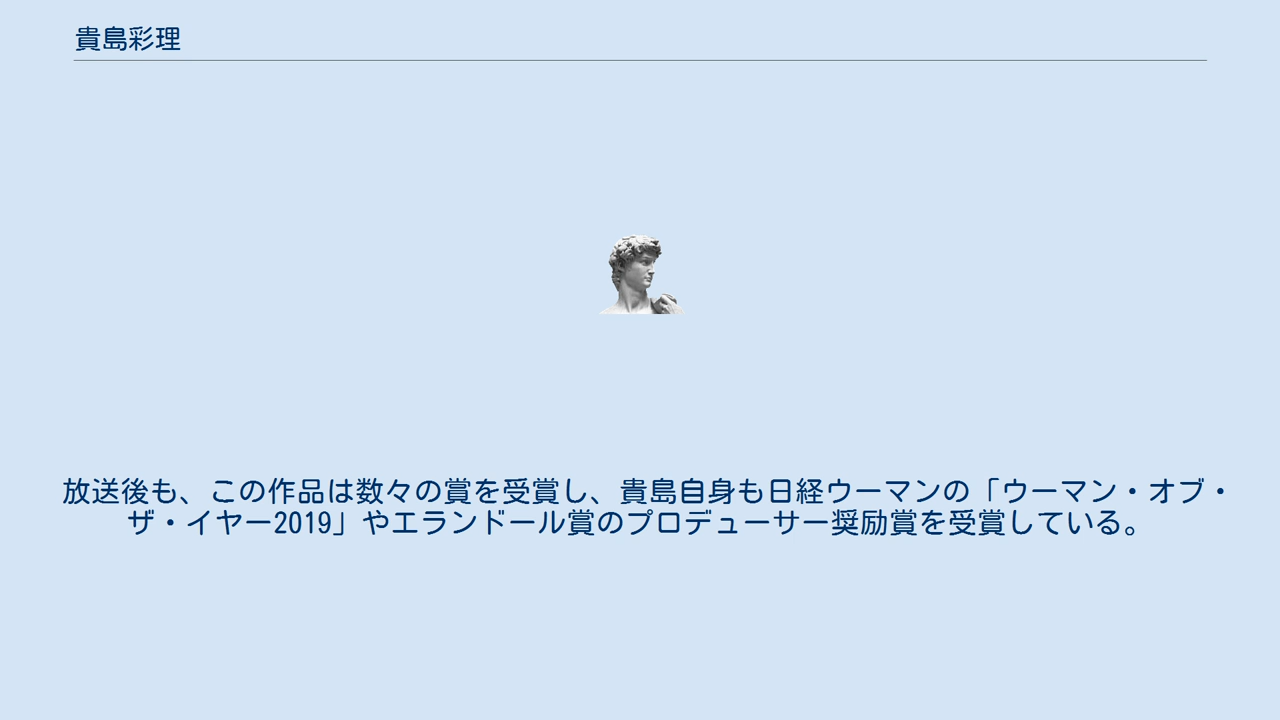 貴島彩理
放送後も、この作品は数々の賞を受賞し、貴島自身も日経ウーマンの「ウーマン・オブ・
ザ・イヤー2019」やエランドール賞のプロデューサー奨励賞を受賞している。